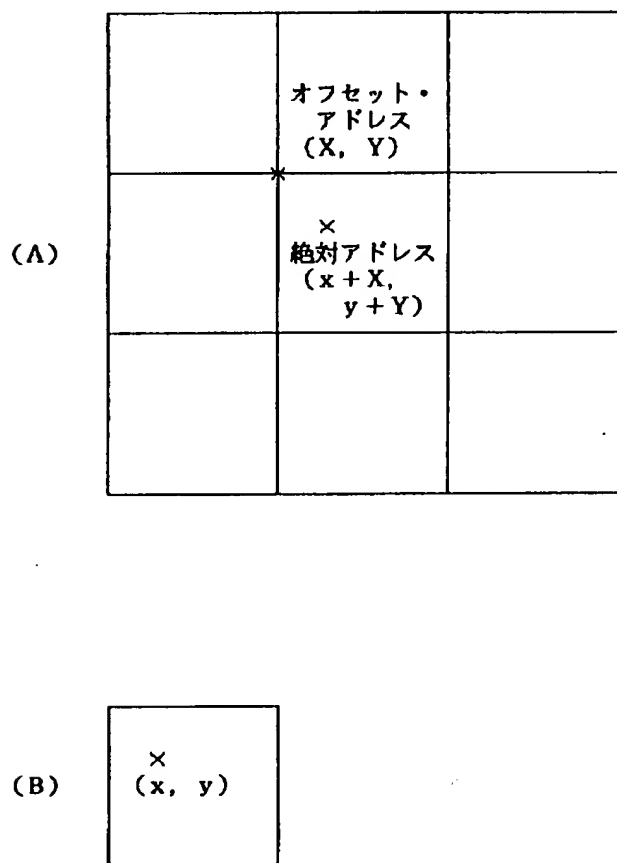 オフセット・
アドレス
(X, Y)
×
(A)
×
絶対アドレス
(x+X,
y+Y)
×
(B)
(x, y)